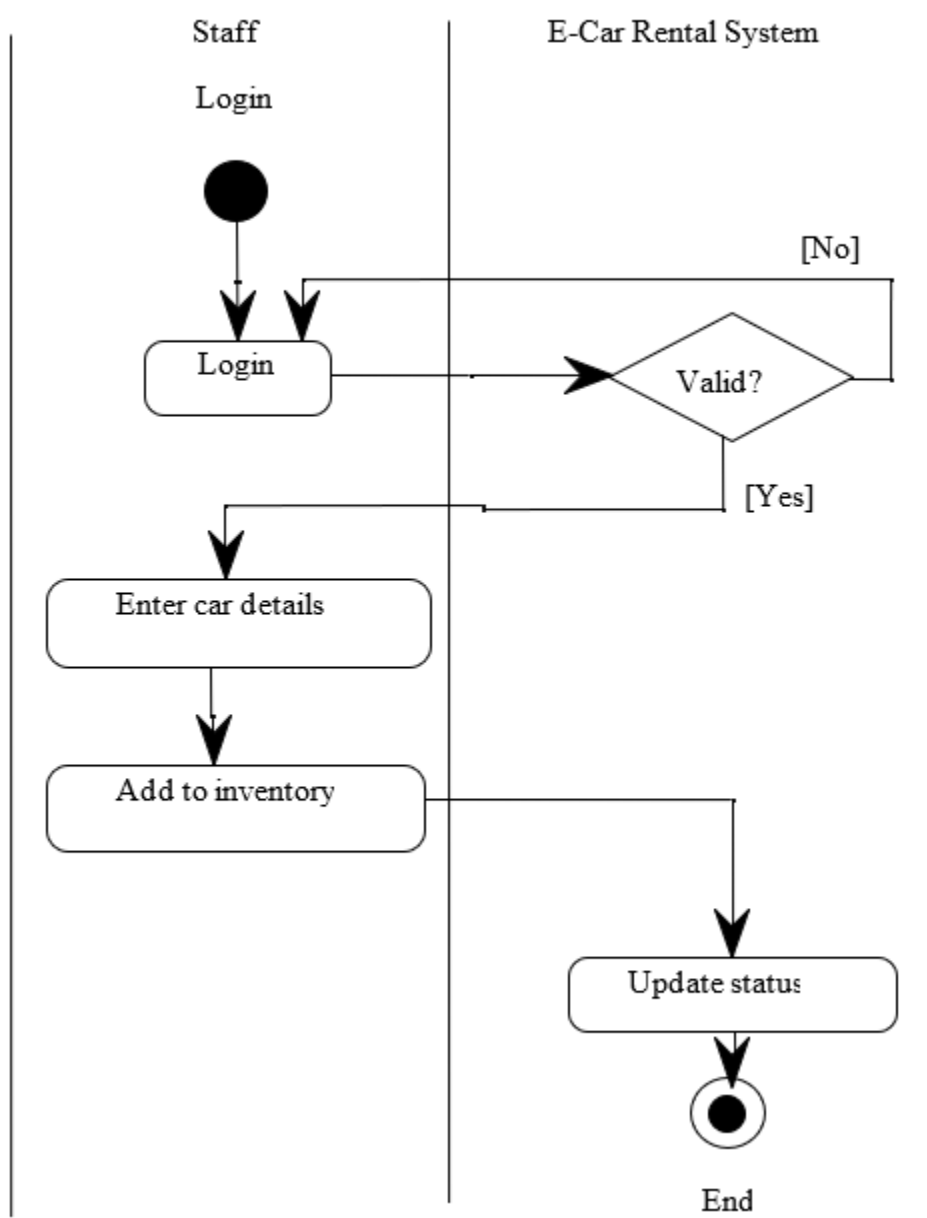 Staff
E-Car Rental System
Login
[No]
Login
Valid?
[Yes]
Enter car details
Add to inventory
Update status
End